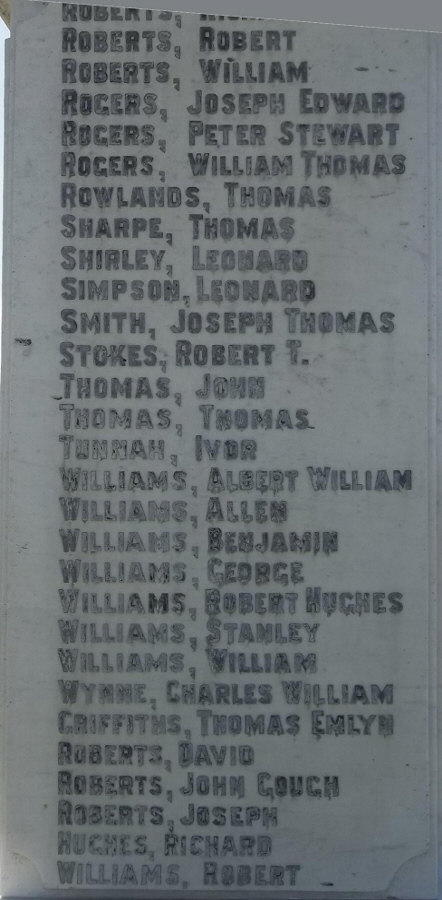 ROBERTS,
ROBERTS, ROBERT
ROBERTS, WILLIAM
ROGERS, JOSEPH EDWARD
ROGERS, PETER STEWART
ROGERS, WILLIAM THOMAS
ROWLANDS, THOMAS
SHARPE, THOMAS
SHIRLEY, LEONARD
SIMPSON, LEONARD
SMITH, JOSEPH THOMAS
STOKES, ROBERT T.
THOMAS, JOHN
THOMAS, THOMAS
TUNNAH, IVOR
WILLIAMS, ALBERT WILLIAM
WILLIAMS, ALLEN
WILLIAMS, BENJAMIN
WILLIAMS, GEORGE
WILLIAMS, ROBERT HUGHES
WILLIAMS, STANLEY
WILLIAMS, WILLIAM
WYNNE, CHARLES WILLIAM
GRIFFITHS, THOMAS EMLYN
ROBERTS, DAVID
ROBERTS, JOHN GOUGH
ROBERTS, JOSEPH
HUGHES, RICHARD
WILLIAMS, ROBERT